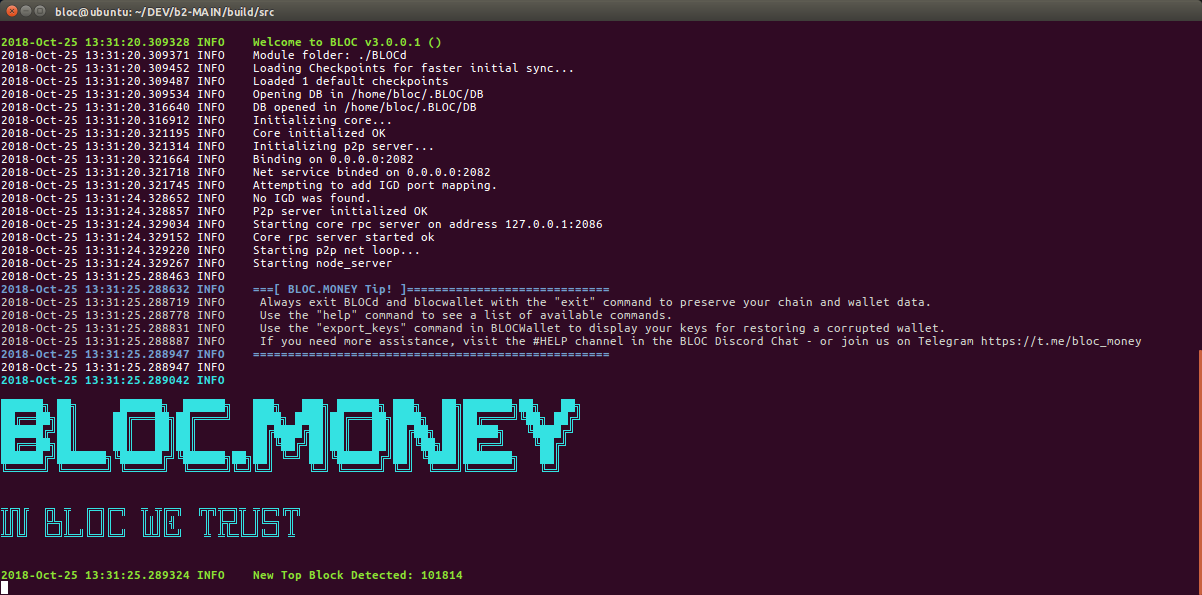 bloc@ubuntu: ~/DEV/b2-MAIN/build/src
2018-Oct-25 13:31:20.309328 INFO    Welcome to BLOC v3.0.0.1 ()
2018-Oct-25 13:31:20.309371 INFO    Module folder: ./BLOCd
2018-Oct-25 13:31:20.309452 INFO    Loading Checkpoints for faster initial sync...
2018-Oct-25 13:31:20.309487 INFO    Loaded 1 default checkpoints
2018-Oct-25 13:31:20.309534 INFO    Opening DB in /home/bloc/.BLOC/DB
2018-Oct-25 13:31:20.316640 INFO    DB opened in /home/bloc/.BLOC/DB
2018-Oct-25 13:31:20.316912 INFO    Initializing core...
2018-Oct-25 13:31:20.321195 INFO    Core initialized OK
2018-Oct-25 13:31:20.321314 INFO    Initializing p2p server...
2018-Oct-25 13:31:20.321664 INFO    Binding on 0.0.0.0:2082
2018-Oct-25 13:31:20.321718 INFO    Net service binded on 0.0.0.0:2082
2018-Oct-25 13:31:20.321745 INFO    Attempting to add IGD port mapping.
2018-Oct-25 13:31:24.328652 INFO    No IGD was found.
2018-Oct-25 13:31:24.328857 INFO    P2p server initialized OK
2018-Oct-25 13:31:24.329034 INFO    Starting core rpc server on address 127.0.0.1:2086
2018-Oct-25 13:31:24.329152 INFO    Core rpc server started ok
2018-Oct-25 13:31:24.329220 INFO    Starting p2p net loop...
2018-Oct-25 13:31:24.329267 INFO    Starting node_server
2018-Oct-25 13:31:25.288463 INFO
2018-Oct-25 13:31:25.288632 INFO    ===[ BLOC.MONEY Tip! ]=============================
2018-Oct-25 13:31:25.288719 INFO     Always exit BLOCd and blocwallet with the "exit" command to preserve your chain and wallet data.
2018-Oct-25 13:31:25.288778 INFO     Use the "help" command to see a list of available commands.
2018-Oct-25 13:31:25.288831 INFO     Use the "export_keys" command in BLOCWallet to display your keys for restoring a corrupted wallet.
2018-Oct-25 13:31:25.288887 INFO     If you need more assistance, visit the #HELP channel in the BLOC Discord Chat - or join us on Telegram https://t.me/bloc_money
2018-Oct-25 13:31:25.288947 INFO    ===================================================
2018-Oct-25 13:31:25.288947 INFO
2018-Oct-25 13:31:25.289042 INFO
BLOC.MONEY
IN BLOC WE TRUST
2018-Oct-25 13:31:25.289324 INFO    New Top Block Detected: 101814